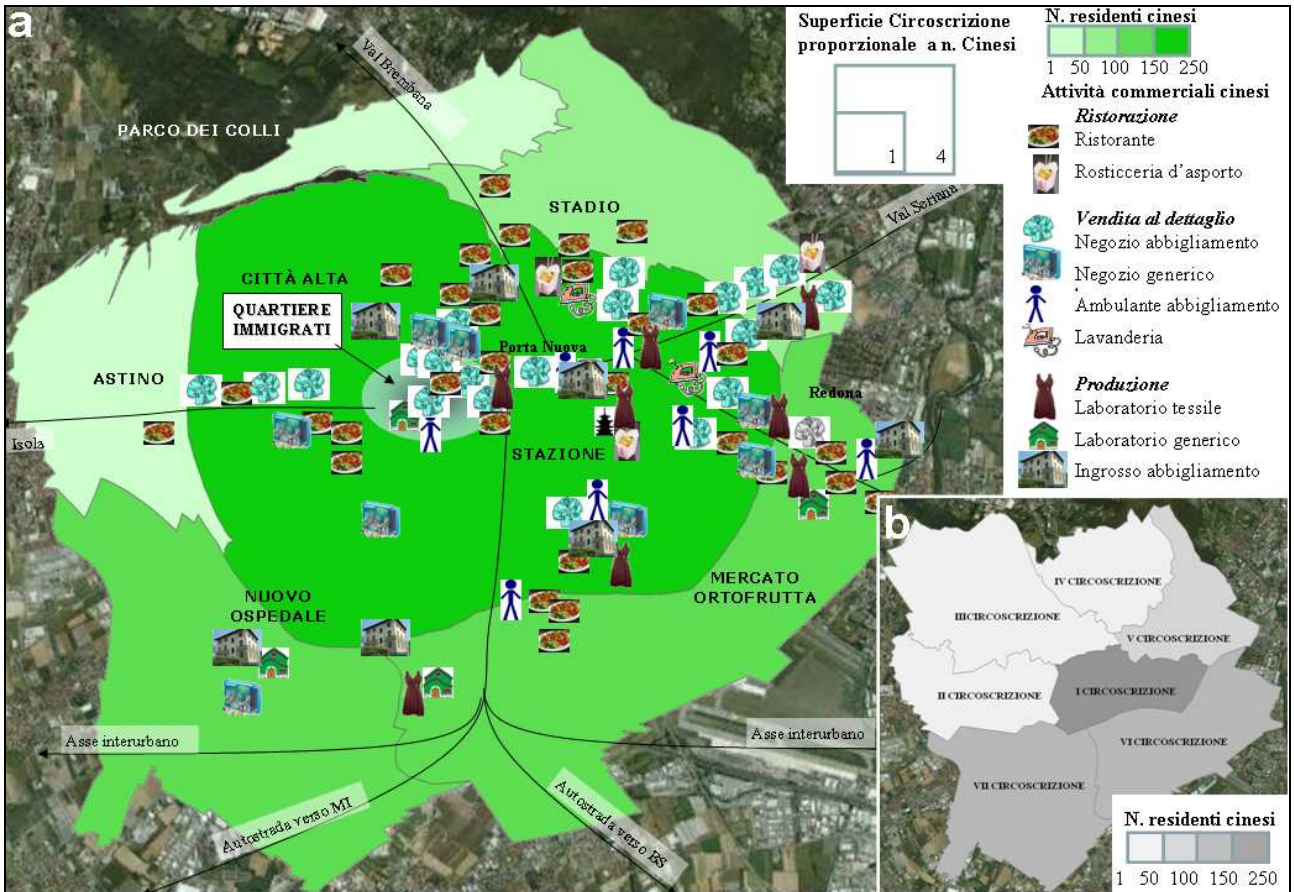 a
Val Brembana
PARCO DEI COLLI
STADIO
Val Seriana
CITTÀ ALTA
QUARTIERE
IMMIGRATI
Porta Nuova
ASTINO
Redona
Isola
STAZIONE
MERCATO
ORTOFRUTTA
NUOVO
OSPEDALE
Asse interurbano
Asse interurbano
Autostrada verso MI
Autostrada verso BS
Superficie Circoscrizione
proporzionale a n. Cinesi
1 4
N. residenti cinesi
1 50 100 150 250
Attività commerciali cinesi
Ristorazione
Ristorante
Rosticceria d'asporto
Vendita al dettaglio
Negozio abbigliamento
Negozio generico
Ambulante abbigliamento
Lavanderia
Produzione
Laboratorio tessile
Laboratorio generico
Ingrosso abbigliamento
b
IV CIRCOSCRIZIONE
III CIRCOSCRIZIONE
V CIRCOSCRIZIONE
II CIRCOSCRIZIONE
I CIRCOSCRIZIONE
VI CIRCOSCRIZIONE
VII CIRCOSCRIZIONE
N. residenti cinesi
1 50 100 150 250